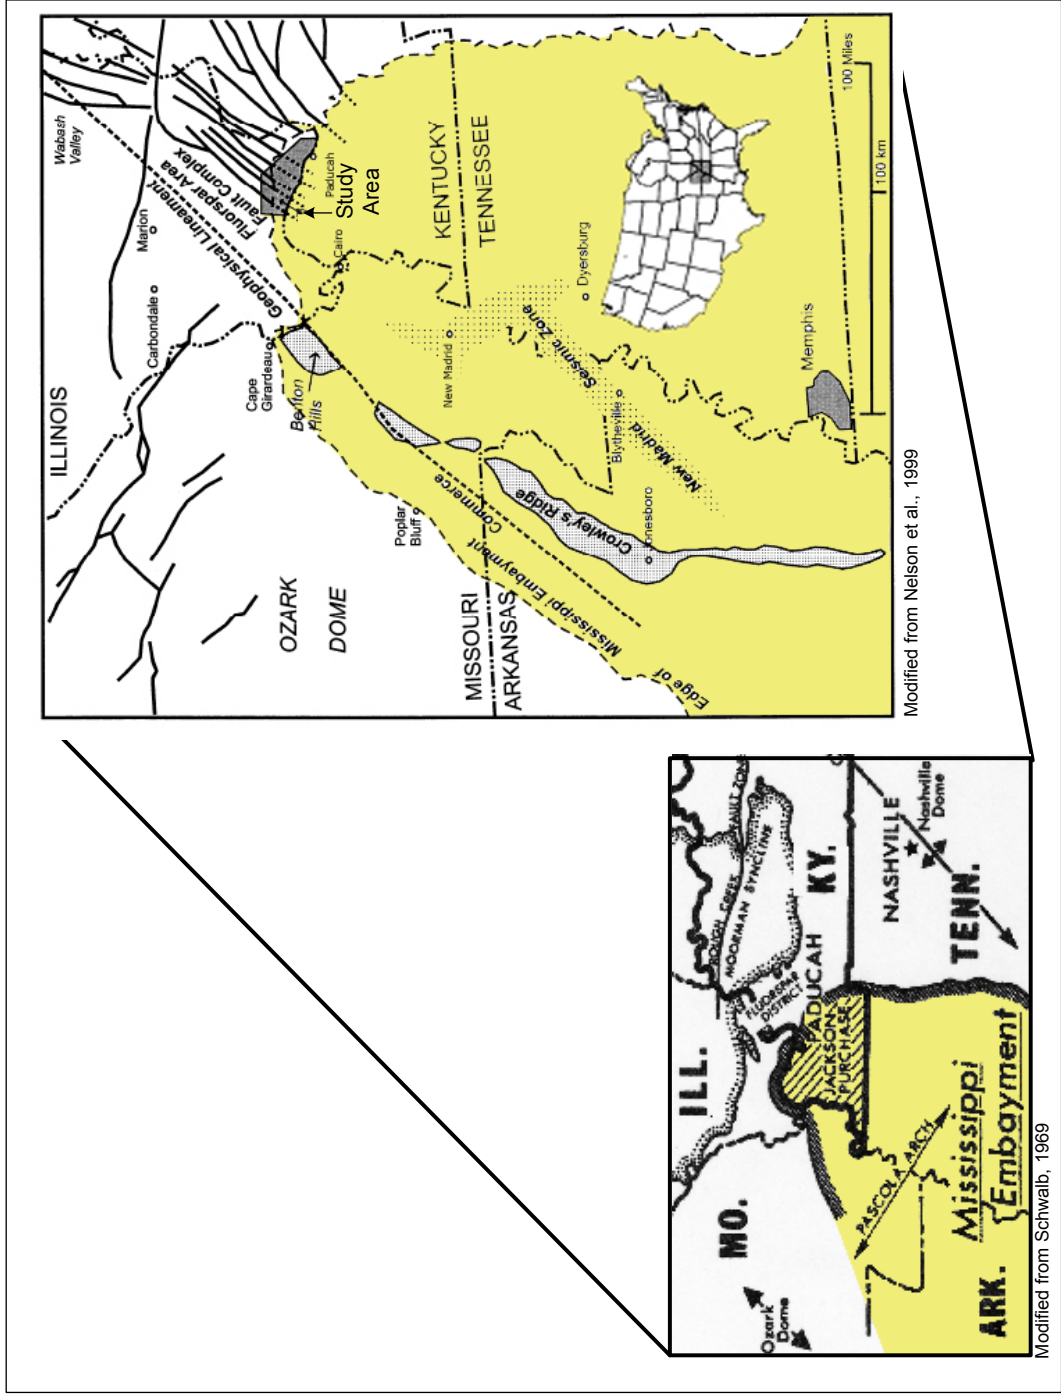 ILLINOIS
Wabash
Valley
Marion
Carbondale
Geophysical Lineament
Fluorspar Area
Fault Complex
Cape
Girardeau
Benton
Hills
Cairo
Paducah
Study
Area
OZARK
DOME
Poplar
Bluff
New Madrid
KENTUCKY
TENNESSEE
MISSOURI
ARKANSAS
Commerce
Edge of Mississippi Embaymant
Crowley's Ridge
Jonesboro
Blytheville
New Madrid Seismic Zone
Dyersburg
Memphis
100 Miles
100 km
Modified from Nelson et al., 1999
ILL.
MO.
Ozark
Dome
ROUGH CREEK FAULT ZONE
MOORMAN SYNCLINE
FLUORSPAR
DISTRICT
PADUCAH
KY.
JACKSON
PURCHASE
PASCOLA ARCH
NASHVILLE
Nashville
Dome
TENN.
Mississippi
Embayment
ARK.
Modified from Schwalb, 1969